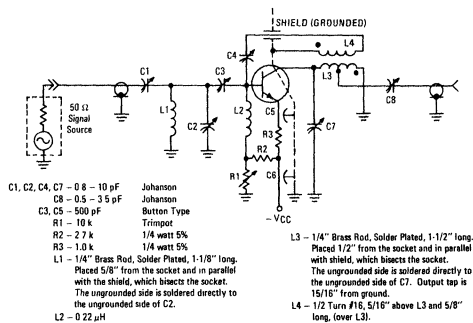 SHIELD (GROUNDED)
L4
C4
C1
C3
L3
C8
50 Ω
Signal
Source
L1
C2
L2
C5
C7
R3
R2
R1
C6
– VCC
C1, C2, C4, C7 – 0.8 – 10 pF Johanson
C8 – 0.5 – 3.5 pF Johanson
C3, C5 – 500 pF Button Type
R1 – 10 k Trimpot
R2 – 2.7 k 1/4 watt 5%
R3 – 1.0 k 1/4 watt 5%
L1 – 1/4" Brass Rod, Solder Plated, 1-1/8" long.
Placed 5/8" from the socket and in parallel
with the shield, which bisects the socket.
The ungrounded side is soldered directly to
the ungrounded side of C2.
L2 – 0.22 μH
L3 – 1/4" Brass Rod, Solder Plated, 1-1/2" long.
Placed 1/2" from the socket and in parallel
with shield, which bisects the socket.
The ungrounded side is soldered directly to
the ungrounded side of C7. Output tap is
15/16" from ground.
L4 – 1/2 Turn #16, 5/16" above L3 and 5/8"
long, (over L3).